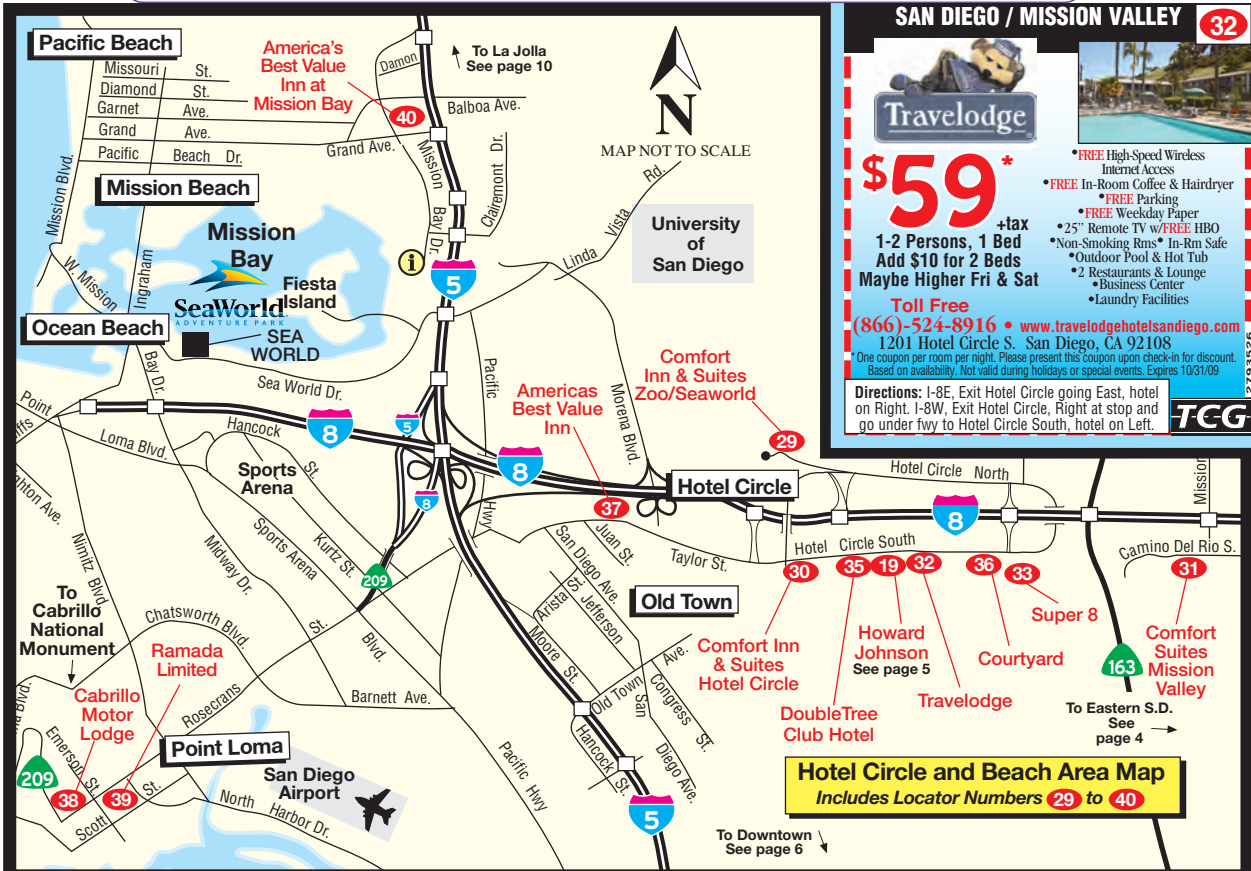 Pacific Beach
Missouri St.
Diamond St.
Garnet Ave.
Grand Ave.
Pacific Beach Dr.
Mission Blvd.
America's
Best Value
Inn at
Mission Bay
40
Damon
To La Jolla
See page 10
Balboa Ave.
Grand Ave.
Mission
Bay Dr.
Clairemont Dr.
N
MAP NOT TO SCALE
Mission Beach
Mission
Bay
Ingraham
W. Mission
Bay Dr.
SeaWorld
ADVENTURE PARK
Fiesta
Island
SEA
WORLD
Ocean Beach
Sea World Dr.
i
5
Linda Vista Rd.
University
of
San Diego
Pacific
Hwy
Morena Blvd.
Americas
Best Value
Inn
37
Comfort
Inn & Suites
Zoo/Seaworld
29
SAN DIEGO / MISSION VALLEY
32
Travelodge
$59*
+tax
1-2 Persons, 1 Bed
Add $10 for 2 Beds
Maybe Higher Fri & Sat
•FREE High-Speed Wireless
Internet Access
•FREE In-Room Coffee & Hairdryer
•FREE Parking
•FREE Weekday Paper
•25" Remote TV w/FREE HBO
•Non-Smoking Rms• In-Rm Safe
•Outdoor Pool & Hot Tub
•2 Restaurants & Lounge
•Business Center
•Laundry Facilities
Toll Free
(866)-524-8916 • www.travelodgehotelsandiego.com
1201 Hotel Circle S. San Diego, CA 92108
* One coupon per room per night. Please present this coupon upon check-in for discount.
Based on availability. Not valid during holidays or special events. Expires 10/31/09
2793526
Directions: I-8E, Exit Hotel Circle going East, hotel
on Right. I-8W, Exit Hotel Circle, Right at stop and
go under fwy to Hotel Circle South, hotel on Left.
TCG
Point
Loma Blvd.
8
5
8
8
Hancock St.
Sports
Arena
Kurtz St.
Sports Arena
Blvd.
Midway Dr.
Nimitz Blvd
209
Hotel Circle
Hotel Circle North
8
Mission
Hotel Circle South
Camino Del Rio S.
Juan St.
Taylor St.
San Diego Ave.
Arista St.
Jefferson
Moore St.
Old Town
Old Town Ave.
Congress St.
San Diego Ave.
Hancock St.
30
35
19
32
36
33
31
Comfort Inn
& Suites
Hotel Circle
DoubleTree
Club Hotel
Howard
Johnson
See page 5
Travelodge
Courtyard
Super 8
163
Comfort
Suites
Mission
Valley
To Eastern S.D.
See
page 4
To
Cabrillo
National
Monument
Chatsworth Blvd.
Ramada
Limited
Cabrillo
Motor
Lodge
Rosecrans St.
Barnett Ave.
Pacific Hwy
Point Loma
209
Emerson St.
38
39
Scott St.
San Diego
Airport
North Harbor Dr.
5
To Downtown
See page 6
Hotel Circle and Beach Area Map
Includes Locator Numbers 29 to 40